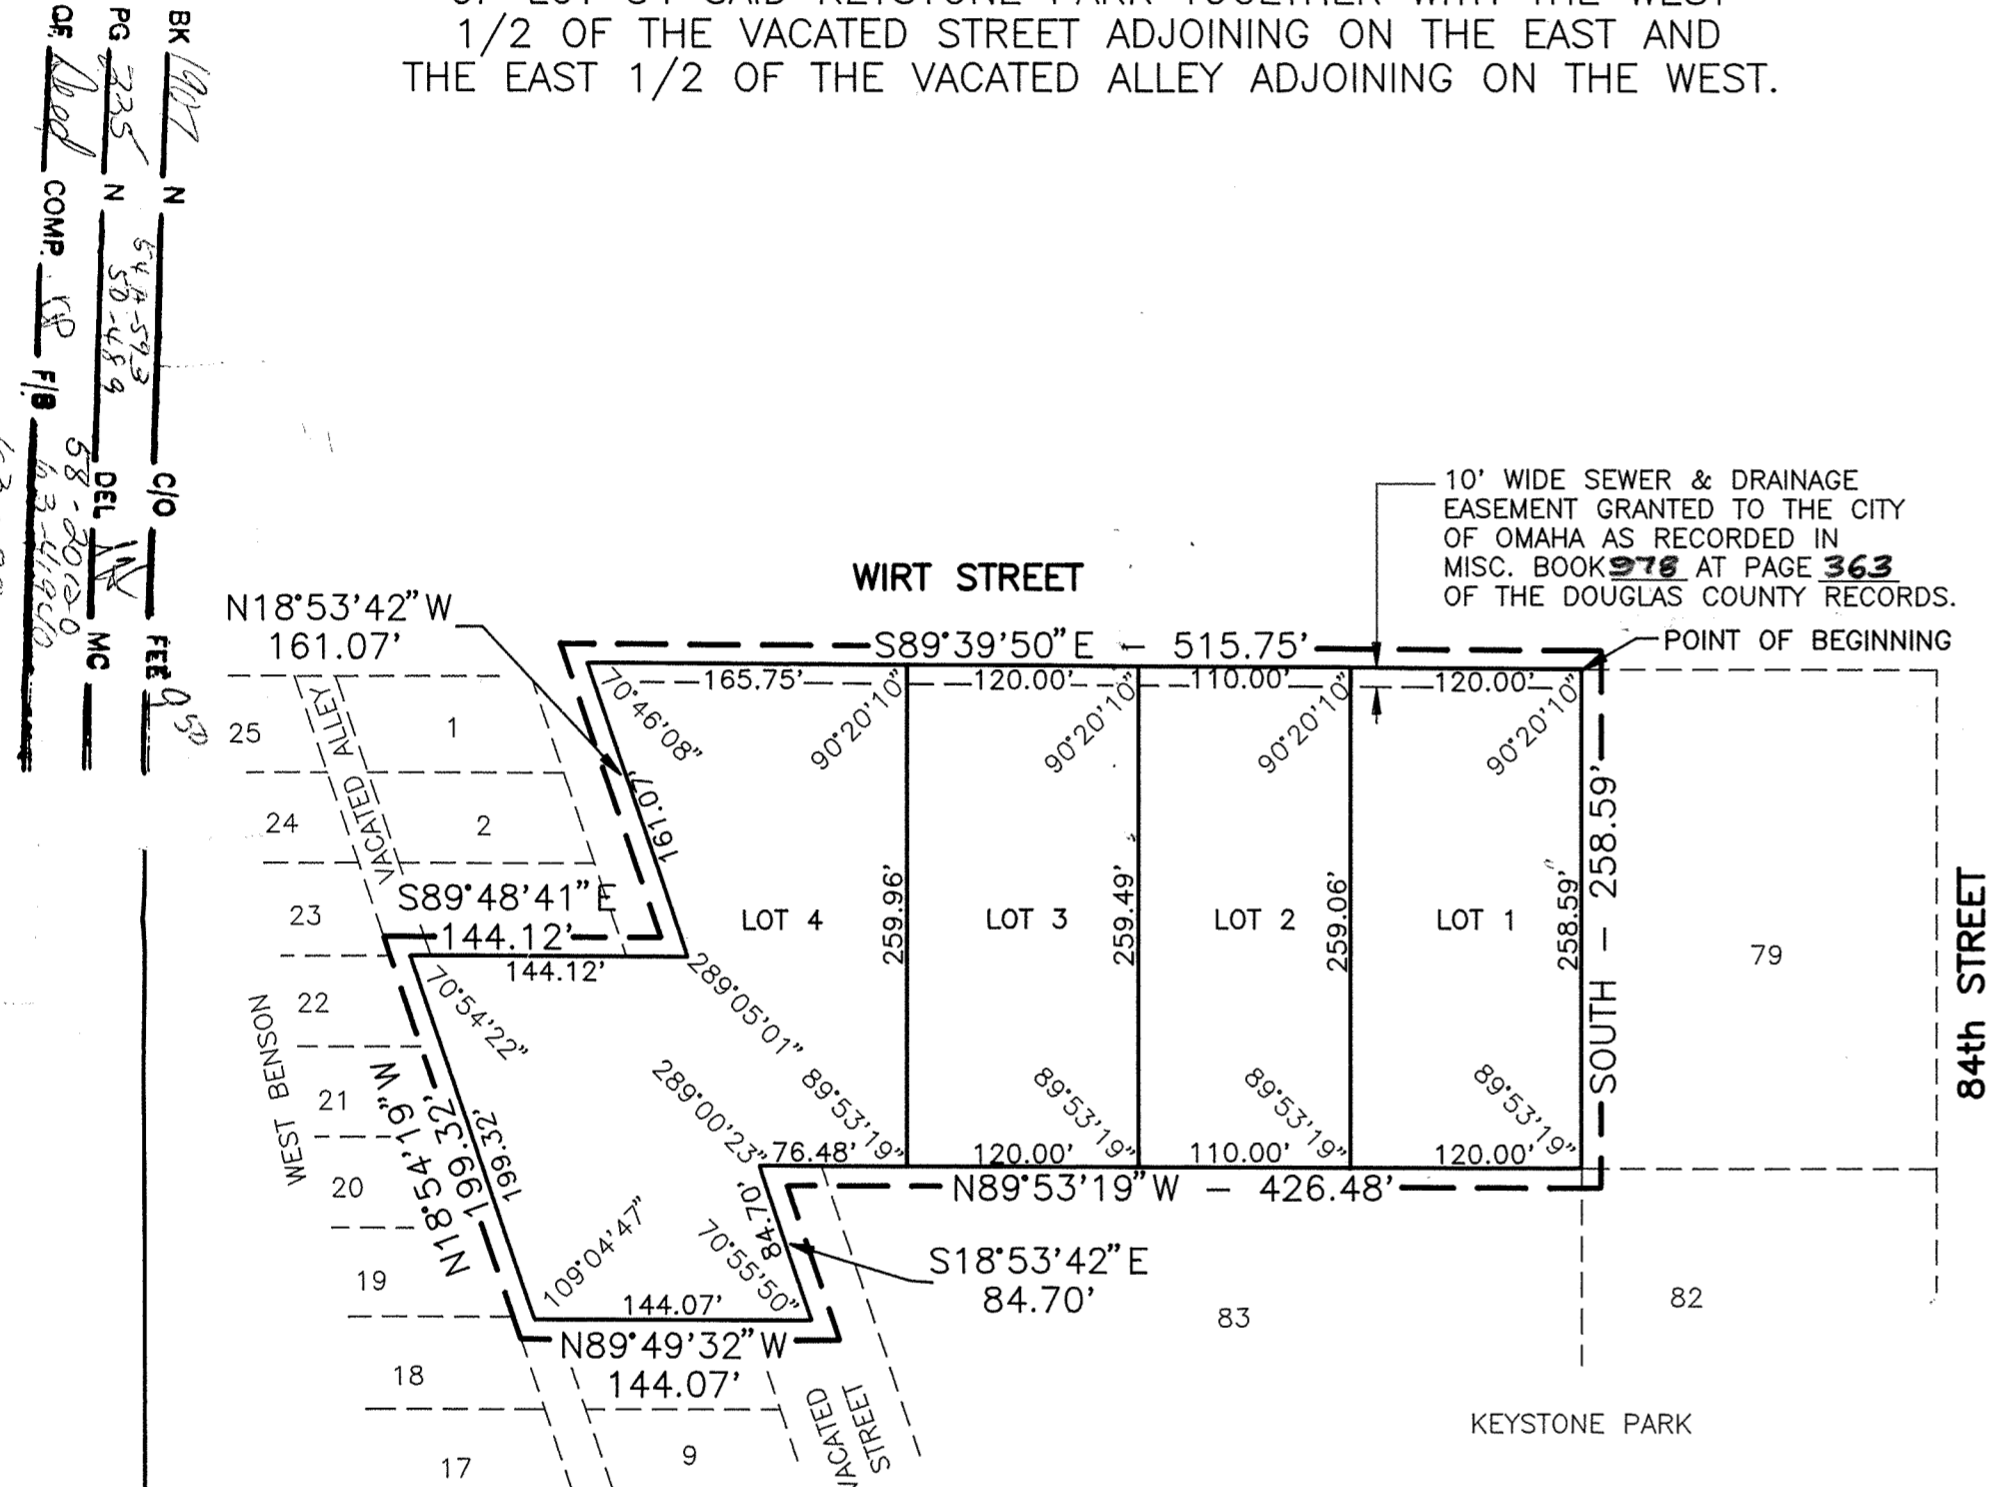 1/2 OF THE VACATED STREET ADJOINING ON THE EAST AND
THE EAST 1/2 OF THE VACATED ALLEY ADJOINING ON THE WEST.
BK N C/O FEE
PG N DEL MC
QF. COMP. F/B
10' WIDE SEWER & DRAINAGE
EASEMENT GRANTED TO THE CITY
OF OMAHA AS RECORDED IN
MISC. BOOK 978 AT PAGE 363
OF THE DOUGLAS COUNTY RECORDS.
WIRT STREET
N18°53'42"W
161.07'
S89°39'50"E - 515.75'
POINT OF BEGINNING
165.75'
120.00'
110.00'
120.00'
70°46'08"
90°20'10"
90°20'10"
90°20'10"
90°20'10"
25
VACATED ALLEY
1
24
2
161.07'
SOUTH - 258.59'
23
S89°48'41"E
144.12'
144.12'
LOT 4
259.96'
LOT 3
259.49'
LOT 2
259.06'
LOT 1
258.59'
79
84th STREET
22
WEST BENSON
70°54'22"
289°05'01"
21
N18°54'19"W
199.32'
199.32'
289°00'23"
89°53'19"
89°53'19"
89°53'19"
89°53'19"
76.48'
120.00'
110.00'
120.00'
20
N89°53'19"W - 426.48'
84.70'
109°04'47"
70°55'50"
19
S18°53'42"E
84.70'
144.07'
83
82
N89°49'32"W
144.07'
18
VACATED
STREET
KEYSTONE PARK
17
9